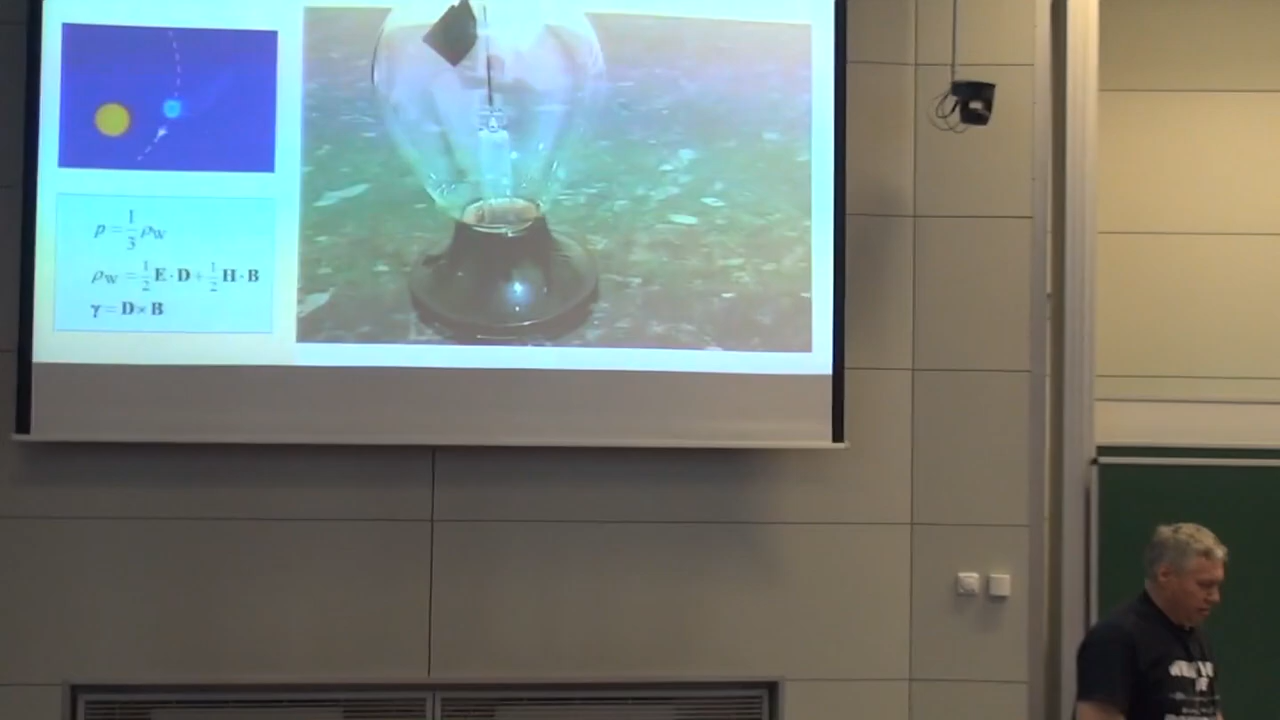 p = 1/3 ρ_W
ρ_W = 1/2 E · D + 1/2 H · B
γ = D × B